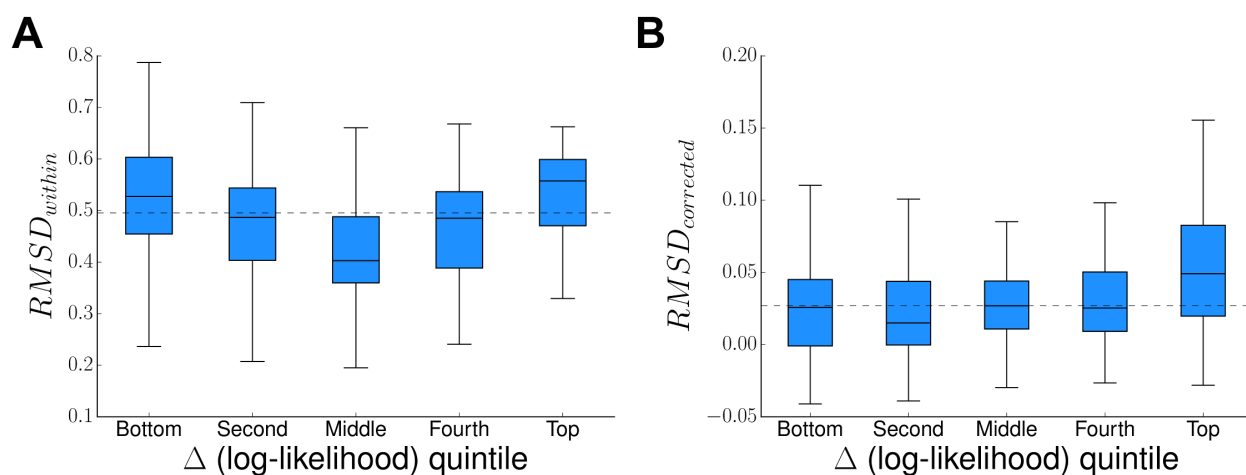 A
B
RMSD_within
0.8
0.7
0.6
0.5
0.4
0.3
0.2
0.1
Bottom Second Middle Fourth Top
Δ (log-likelihood) quintile
RMSD_corrected
0.20
0.15
0.10
0.05
0.00
−0.05
Bottom Second Middle Fourth Top
Δ (log-likelihood) quintile